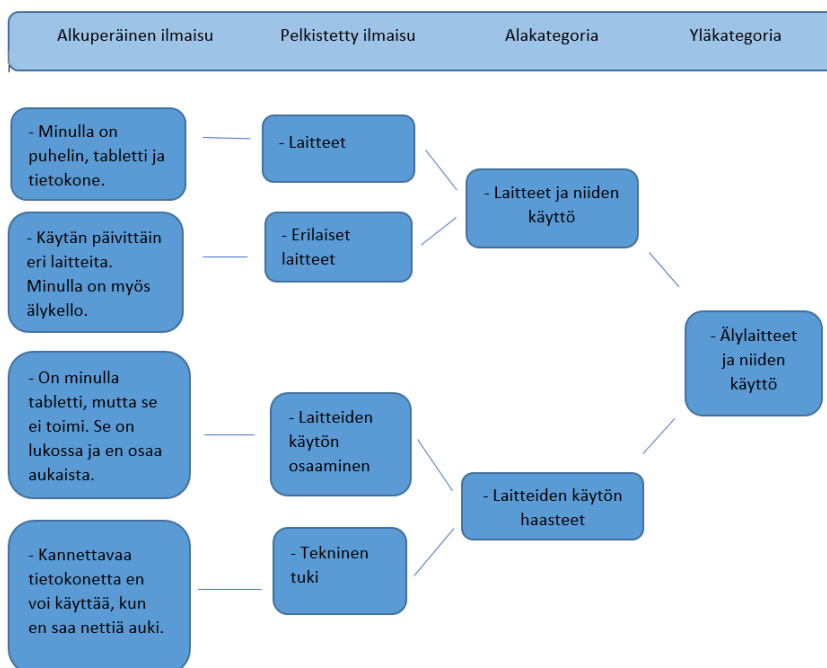 Alkuperäinen ilmaisu
Pelkistetty ilmaisu
Alakategoria
Yläkategoria
- Minulla on
puhelin, tabletti ja
tietokone.
- Laitteet
- Käytän päivittäin
eri laitteita.
Minulla on myös
älykello.
- Erilaiset
laitteet
- Laitteet ja niiden
käyttö
- On minulla
tabletti, mutta se
ei toimi. Se on
lukossa ja en osaa
aukaista.
- Laitteiden
käytön
osaaminen
- Kannettavaa
tietokonetta en
voi käyttää, kun
en saa nettiä auki.
- Tekninen
tuki
- Laitteiden käytön
haasteet
- Älylaitteet
ja niiden
käyttö